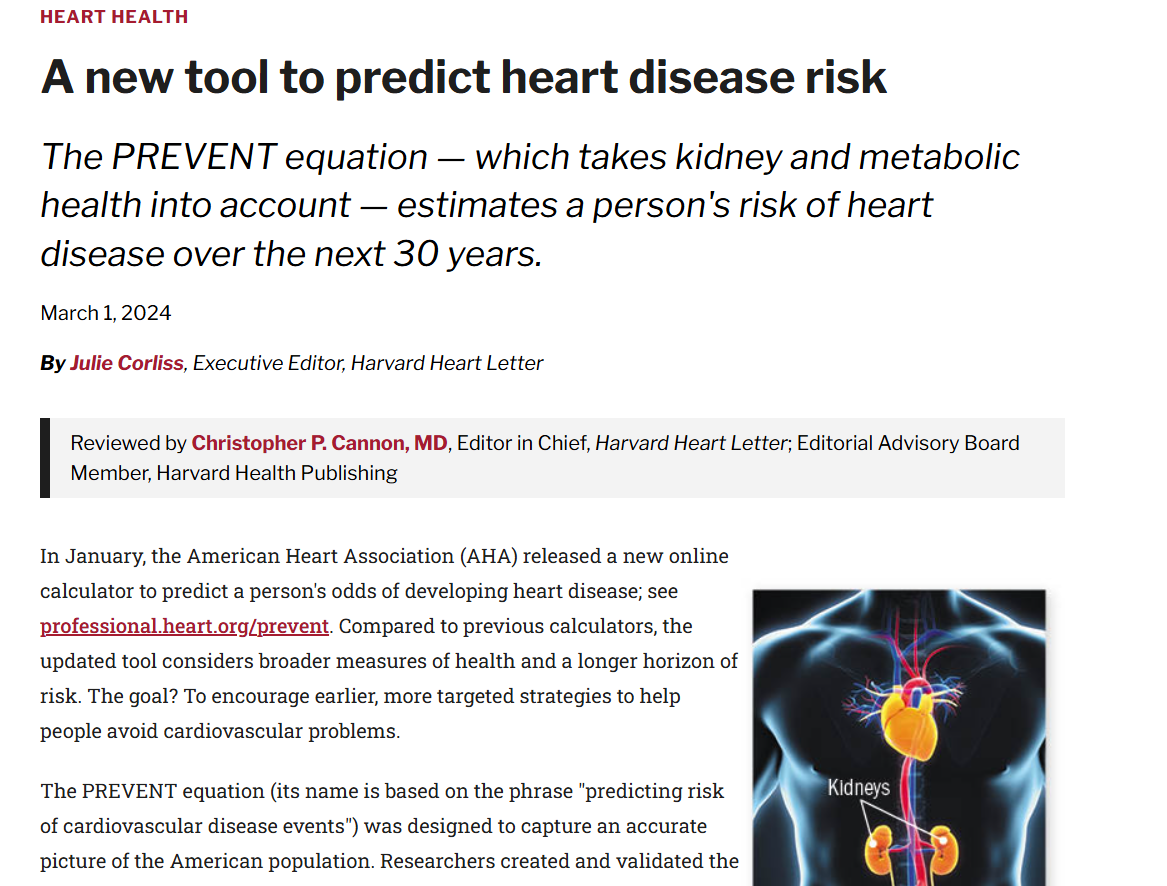 HEART HEALTH
A new tool to predict heart disease risk
The PREVENT equation — which takes kidney and metabolic
health into account — estimates a person's risk of heart
disease over the next 30 years.
March 1, 2024
By Julie Corliss, Executive Editor, Harvard Heart Letter
Reviewed by Christopher P. Cannon, MD, Editor in Chief, Harvard Heart Letter; Editorial Advisory Board
Member, Harvard Health Publishing
In January, the American Heart Association (AHA) released a new online
calculator to predict a person's odds of developing heart disease; see
professional.heart.org/prevent. Compared to previous calculators, the
updated tool considers broader measures of health and a longer horizon of
risk. The goal? To encourage earlier, more targeted strategies to help
people avoid cardiovascular problems.
The PREVENT equation (its name is based on the phrase "predicting risk
of cardiovascular disease events") was designed to capture an accurate
picture of the American population. Researchers created and validated the
Kidneys